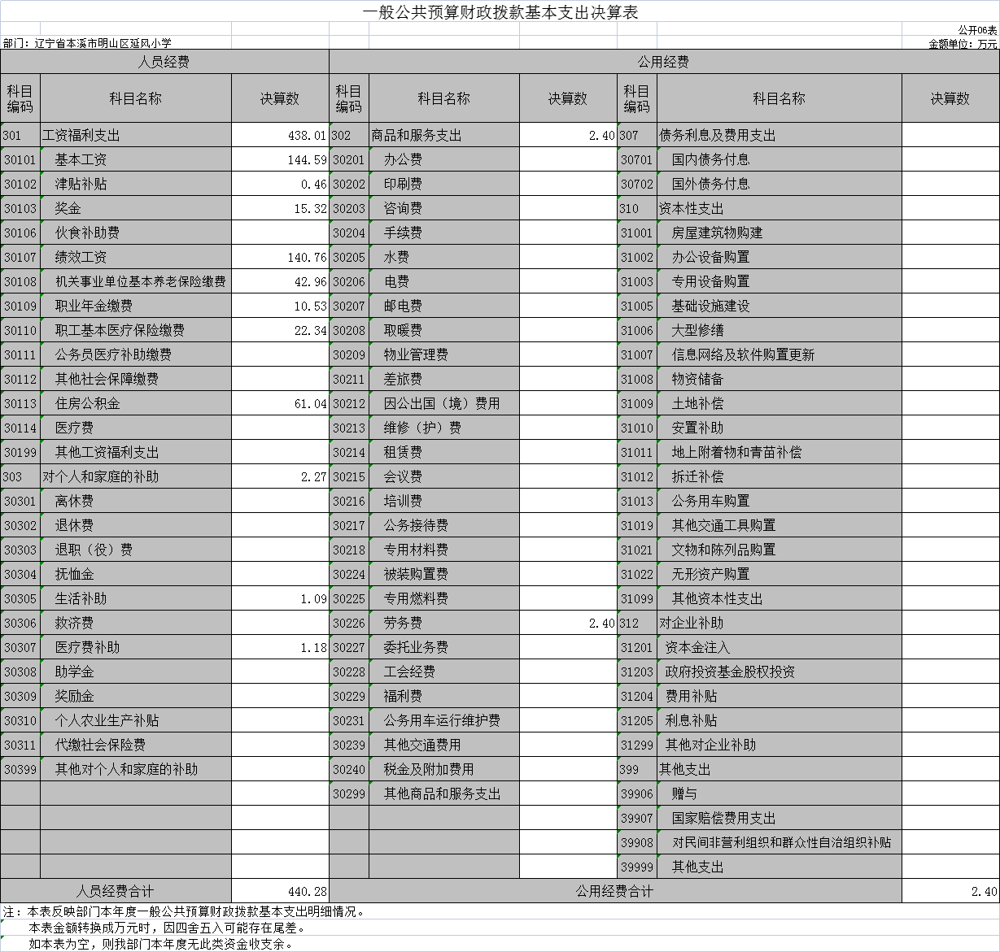 一般公共预算财政拨款基本支出决算表
公开06表
部门：辽宁省本溪市明山区延风小学 金额单位：万元
人员经费 公用经费
科目编码 科目名称 决算数 科目编码 科目名称 决算数 科目编码 科目名称 决算数
301 工资福利支出 438.01 302 商品和服务支出 2.40 307 债务利息及费用支出
30101 基本工资 144.59 30201 办公费 30701 国内债务付息
30102 津贴补贴 0.46 30202 印刷费 30702 国外债务付息
30103 奖金 15.32 30203 咨询费 310 资本性支出
30106 伙食补助费 30204 手续费 31001 房屋建筑物购建
30107 绩效工资 140.76 30205 水费 31002 办公设备购置
30108 机关事业单位基本养老保险缴费 42.96 30206 电费 31003 专用设备购置
30109 职业年金缴费 10.53 30207 邮电费 31005 基础设施建设
30110 职工基本医疗保险缴费 22.34 30208 取暖费 31006 大型修缮
30111 公务员医疗补助缴费 30209 物业管理费 31007 信息网络及软件购置更新
30112 其他社会保障缴费 30211 差旅费 31008 物资储备
30113 住房公积金 61.04 30212 因公出国（境）费用 31009 土地补偿
30114 医疗费 30213 维修（护）费 31010 安置补助
30199 其他工资福利支出 30214 租赁费 31011 地上附着物和青苗补偿
303 对个人和家庭的补助 2.27 30215 会议费 31012 拆迁补偿
30301 离休费 30216 培训费 31013 公务用车购置
30302 退休费 30217 公务接待费 31019 其他交通工具购置
30303 退职（役）费 30218 专用材料费 31021 文物和陈列品购置
30304 抚恤金 30224 被装购置费 31022 无形资产购置
30305 生活补助 1.09 30225 专用燃料费 31099 其他资本性支出
30306 救济费 30226 劳务费 2.40 312 对企业补助
30307 医疗费补助 1.18 30227 委托业务费 31201 资本金注入
30308 助学金 30228 工会经费 31203 政府投资基金股权投资
30309 奖励金 30229 福利费 31204 费用补贴
30310 个人农业生产补贴 30231 公务用车运行维护费 31205 利息补贴
30311 代缴社会保险费 30239 其他交通费用 31299 其他对企业补助
30399 其他对个人和家庭的补助 30240 税金及附加费用 399 其他支出
30299 其他商品和服务支出 39906 赠与
39907 国家赔偿费用支出
39908 对民间非营利组织和群众性自治组织补贴
39999 其他支出
人员经费合计 440.28 公用经费合计 2.40
注：本表反映部门本年度一般公共预算财政拨款基本支出明细情况。
本表金额转换成万元时，因四舍五入可能存在尾差。
如本表为空，则我部门本年度无此类资金收支余。